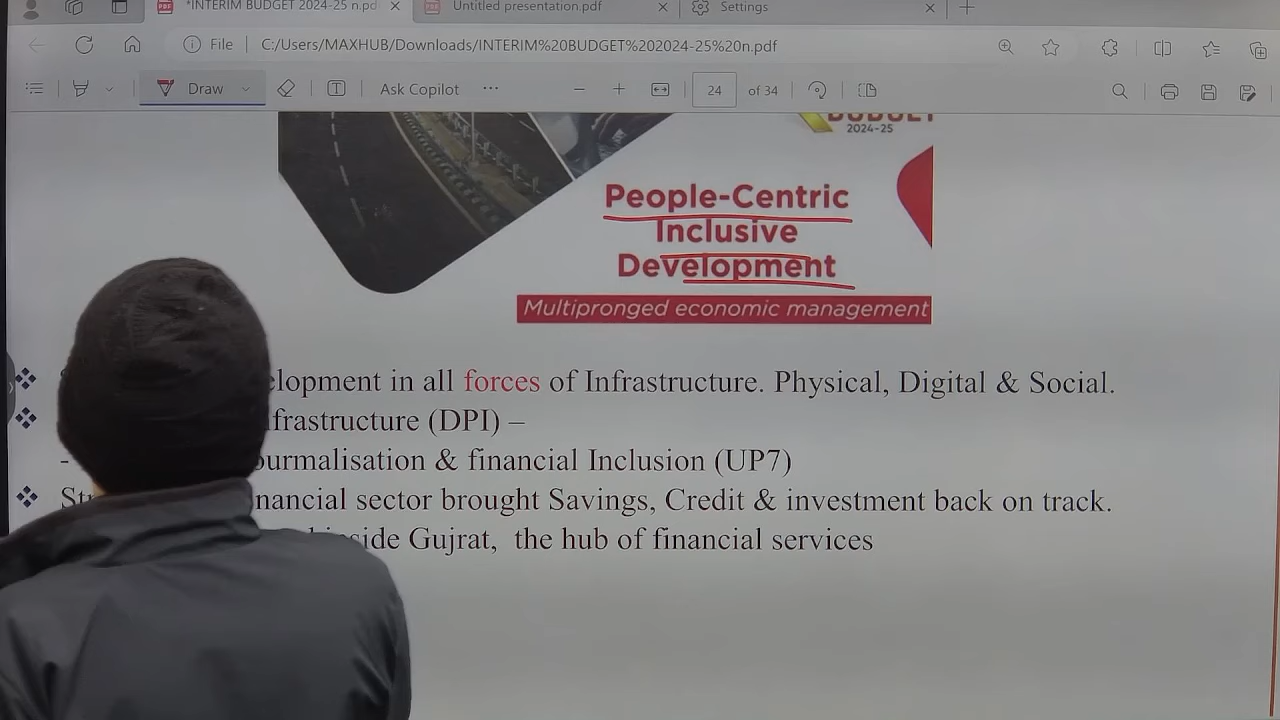 *INTERIM BUDGET 2024-25 n.pd
Untitled presentation.pdf
Settings
File
C:/Users/MAXHUB/Downloads/INTERIM%20BUDGET%202024-25%20n.pdf
Draw
Ask Copilot
24 of 34
BUDGET
2024-25
People-Centric
Inclusive
Development
Multipronged economic management
elopment in all forces of Infrastructure. Physical, Digital & Social.
frastructure (DPI) –
- ourmalisation & financial Inclusion (UP7)
Str nancial sector brought Savings, Credit & investment back on track.
side Gujrat, the hub of financial services